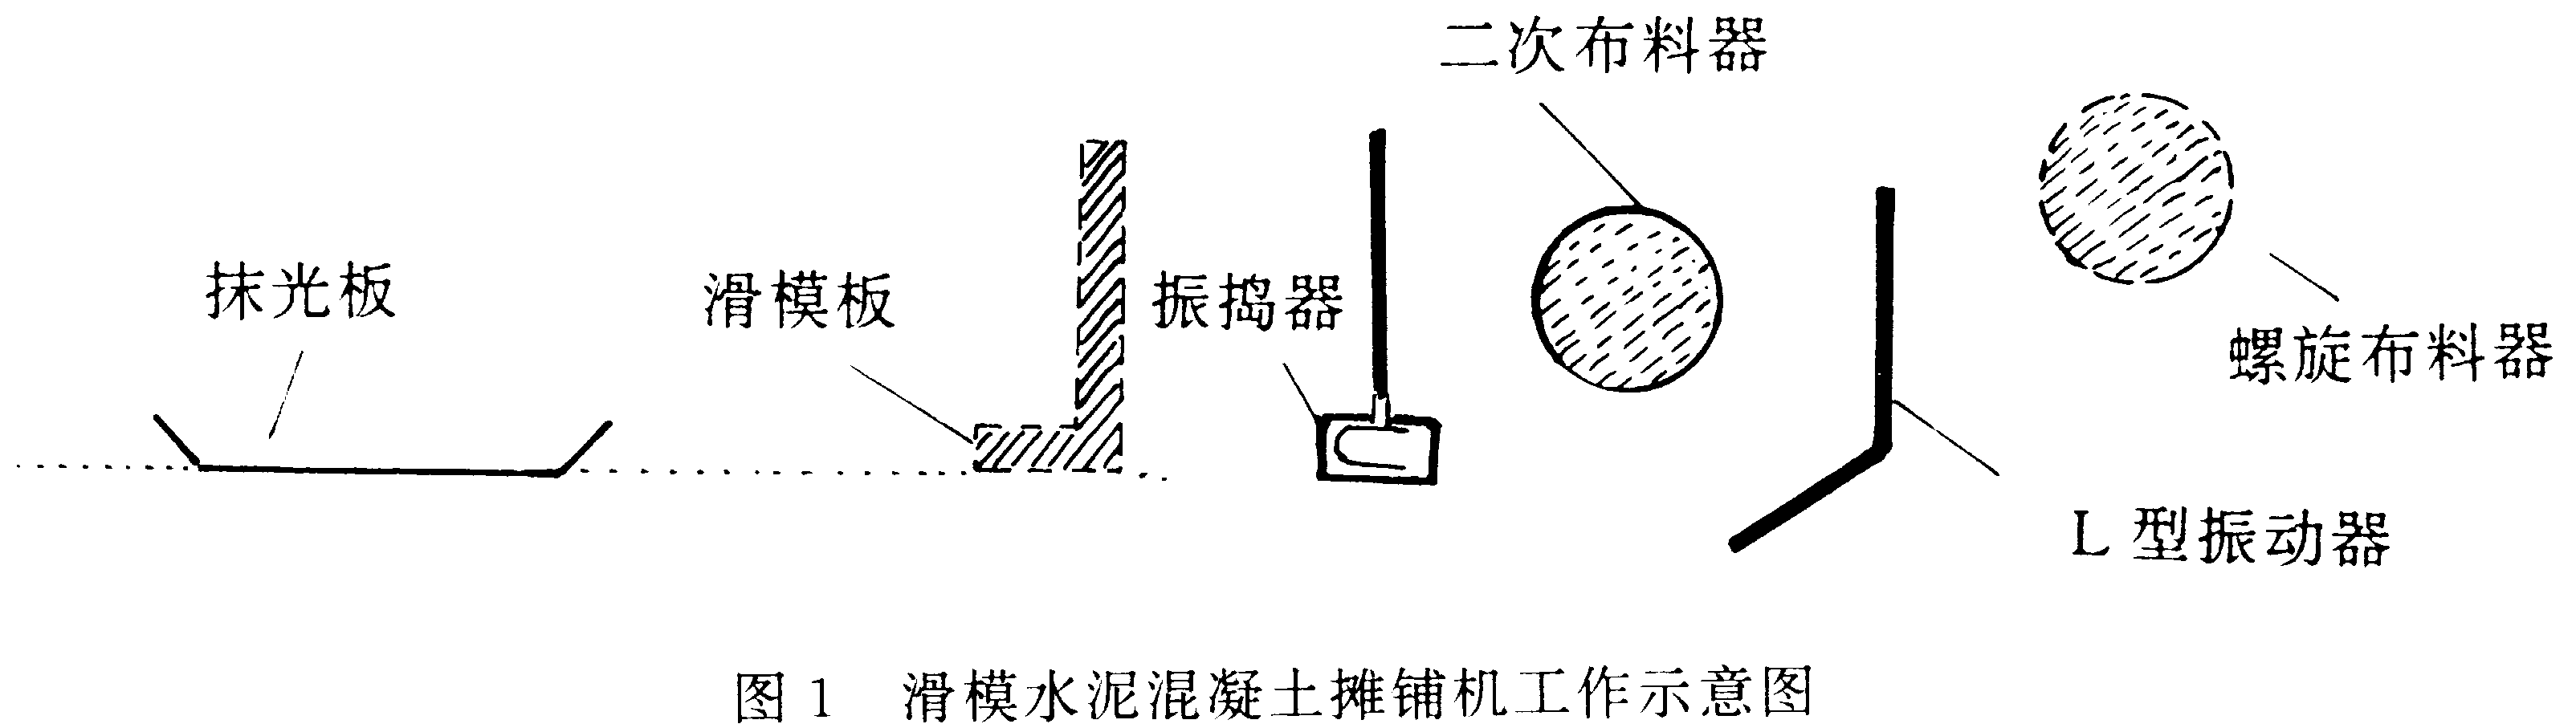 二次布料器
抹光板
滑模板
振捣器
螺旋布料器
L 型振动器
图 1 滑模水泥混凝土摊铺机工作示意图